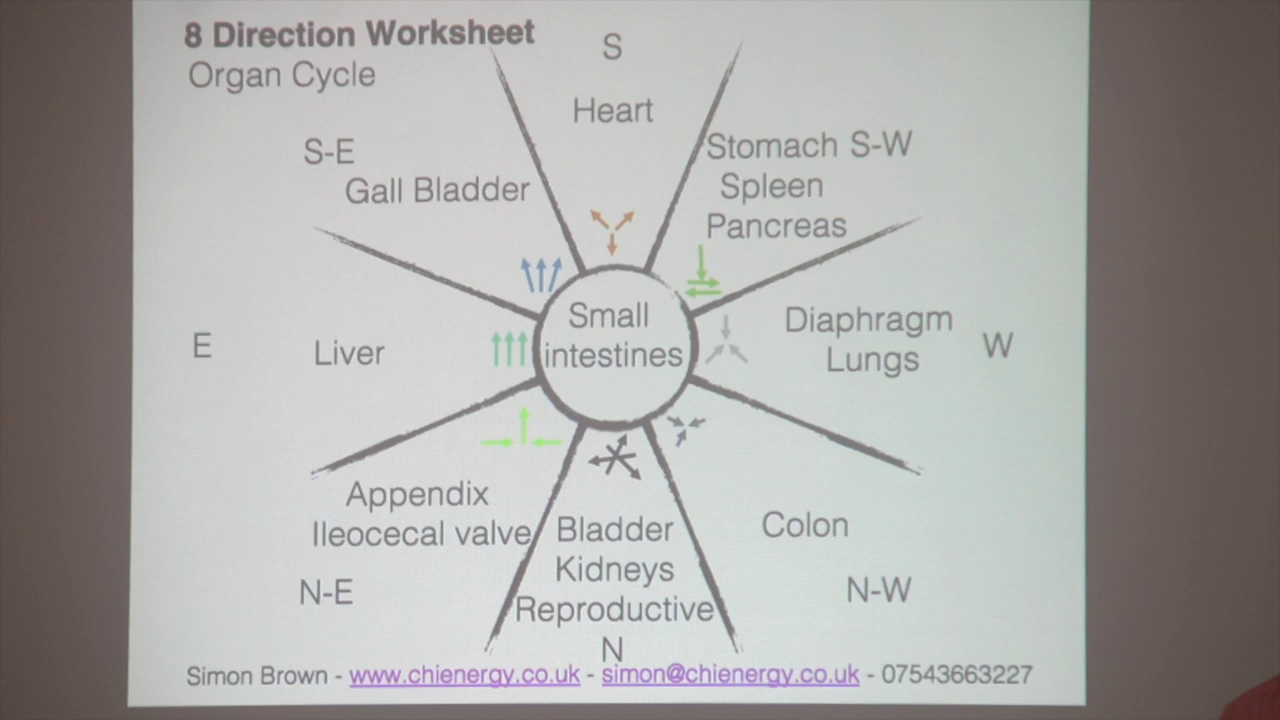 8 Direction Worksheet
Organ Cycle
S
Heart
S-E
Gall Bladder
Stomach S-W
Spleen
Pancreas
E
Liver
Small
intestines
Diaphragm
Lungs
W
Appendix
Ileocecal valve
N-E
Bladder
Kidneys
Reproductive
N
Colon
N-W
Simon Brown - www.chienergy.co.uk - simon@chienergy.co.uk - 07543663227